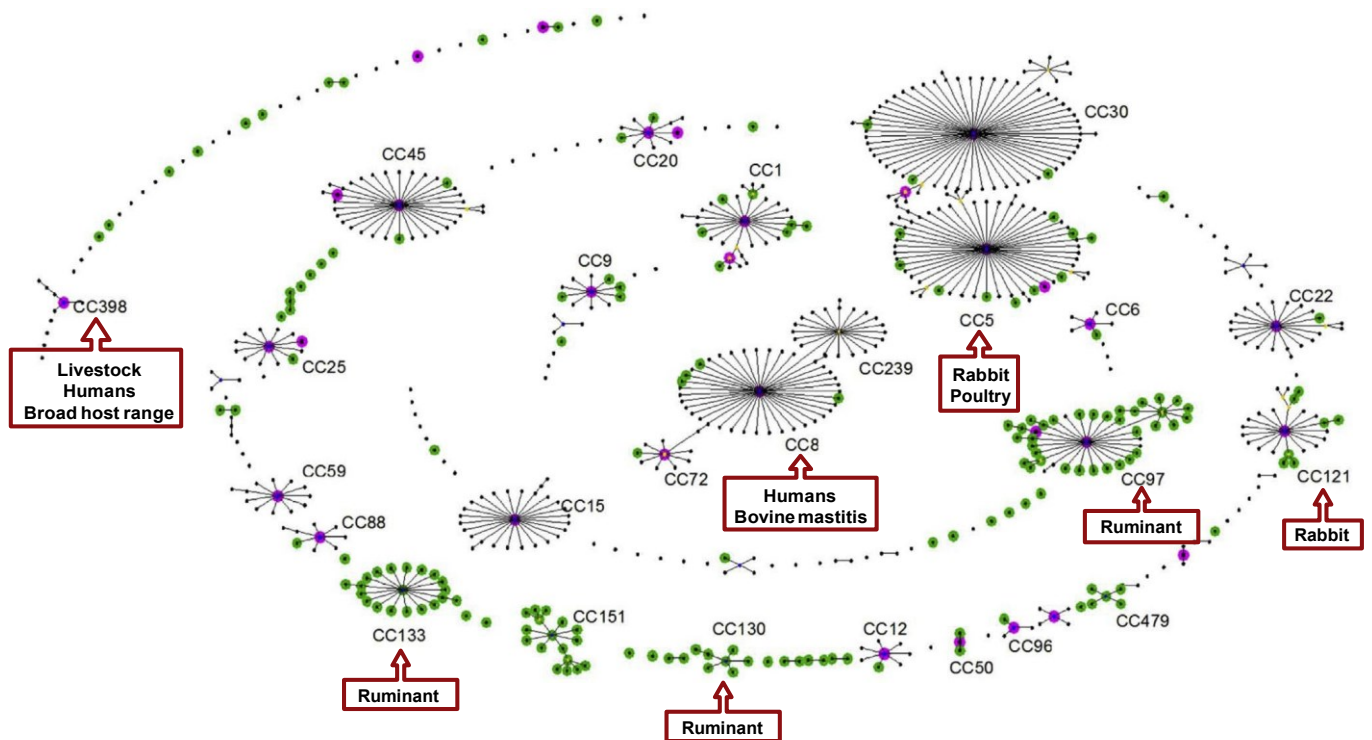 CC30
CC45
CC20
CC1
CC9
CC398
CC5
CC6
CC22
CC25
CC239
Livestock
Humans
Broad host range
Rabbit
Poultry
CC8
CC72
CC97
CC121
CC59
CC15
Humans
Bovine mastitis
Ruminant
Rabbit
CC88
CC151
CC133
CC130
CC12
CC479
CC96
CC50
Ruminant
Ruminant